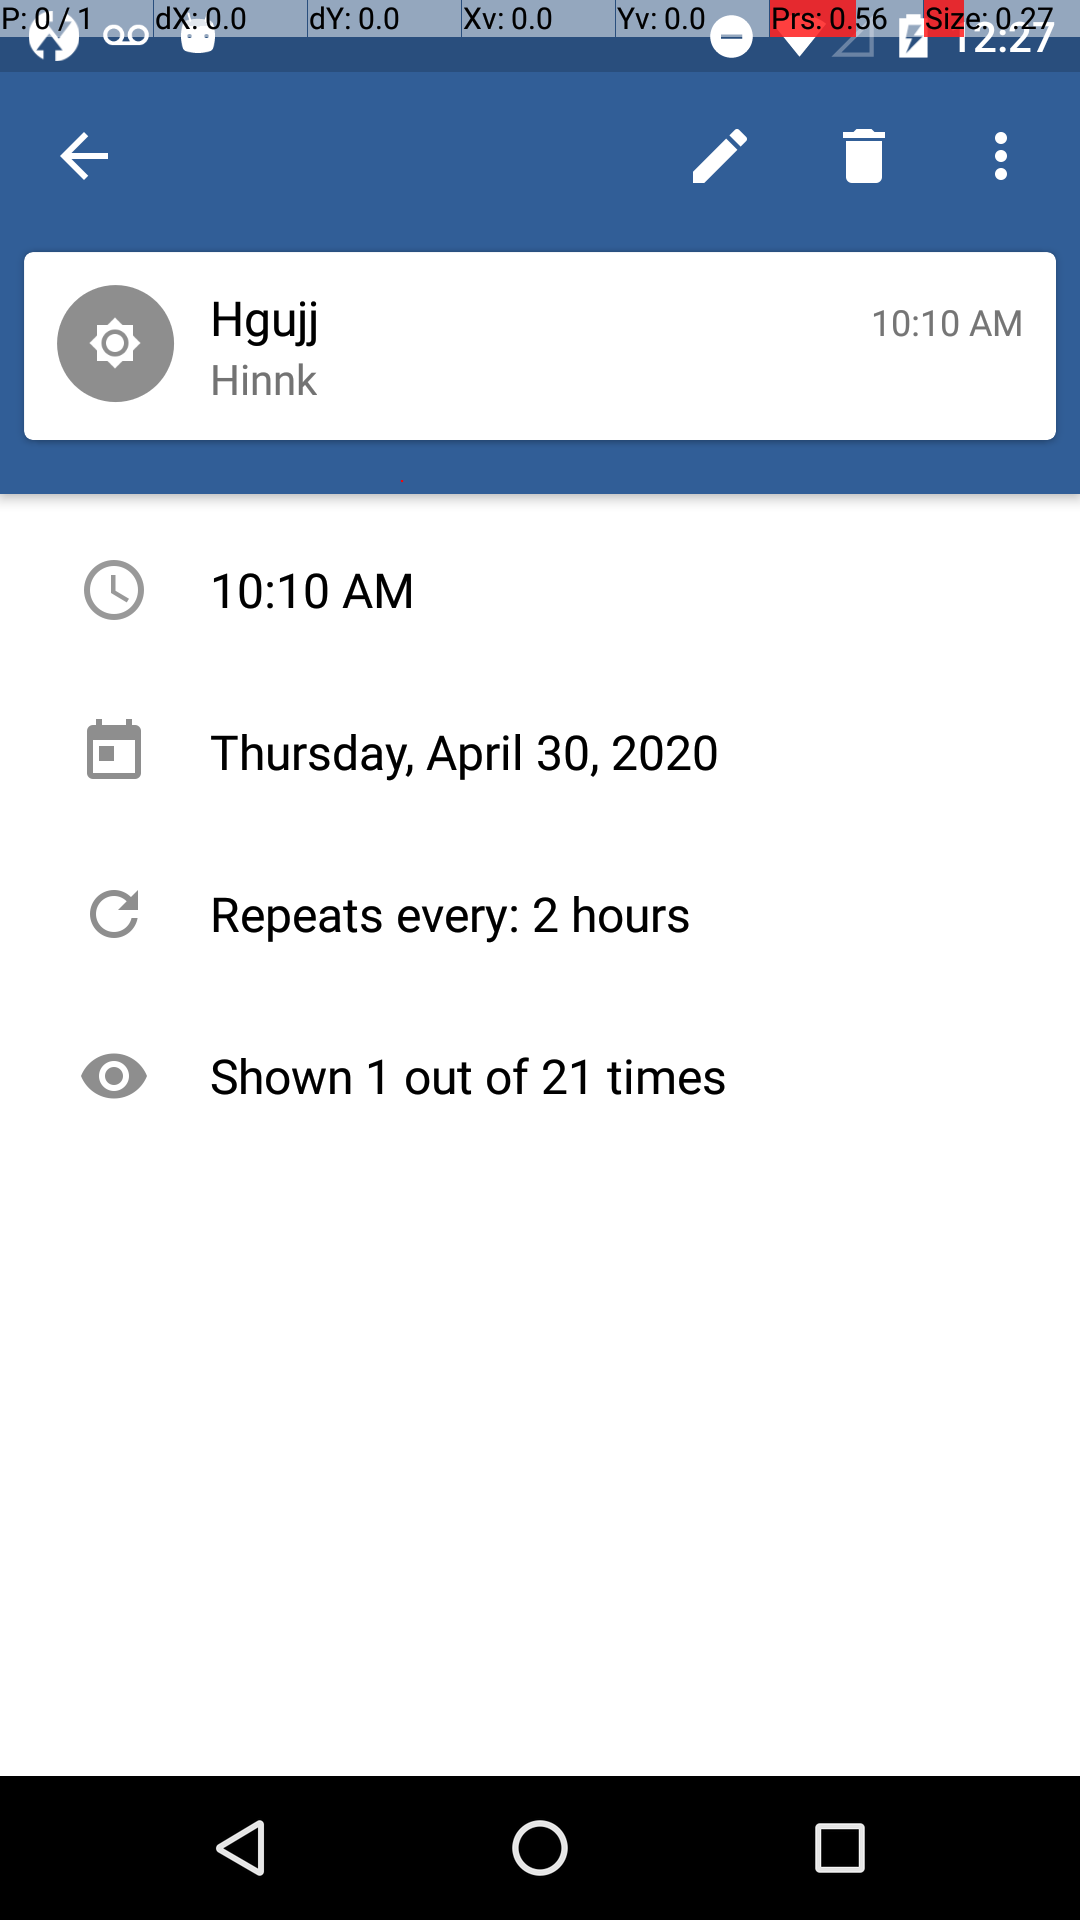 P: 0 / 1 dX: 0.0 dY: 0.0 Xv: 0.0 Yv: 0.0 Prs: 0.56 Size: 0.27
12:27
Hgujj 10:10 AM
Hinnk
10:10 AM
Thursday, April 30, 2020
Repeats every: 2 hours
Shown 1 out of 21 times